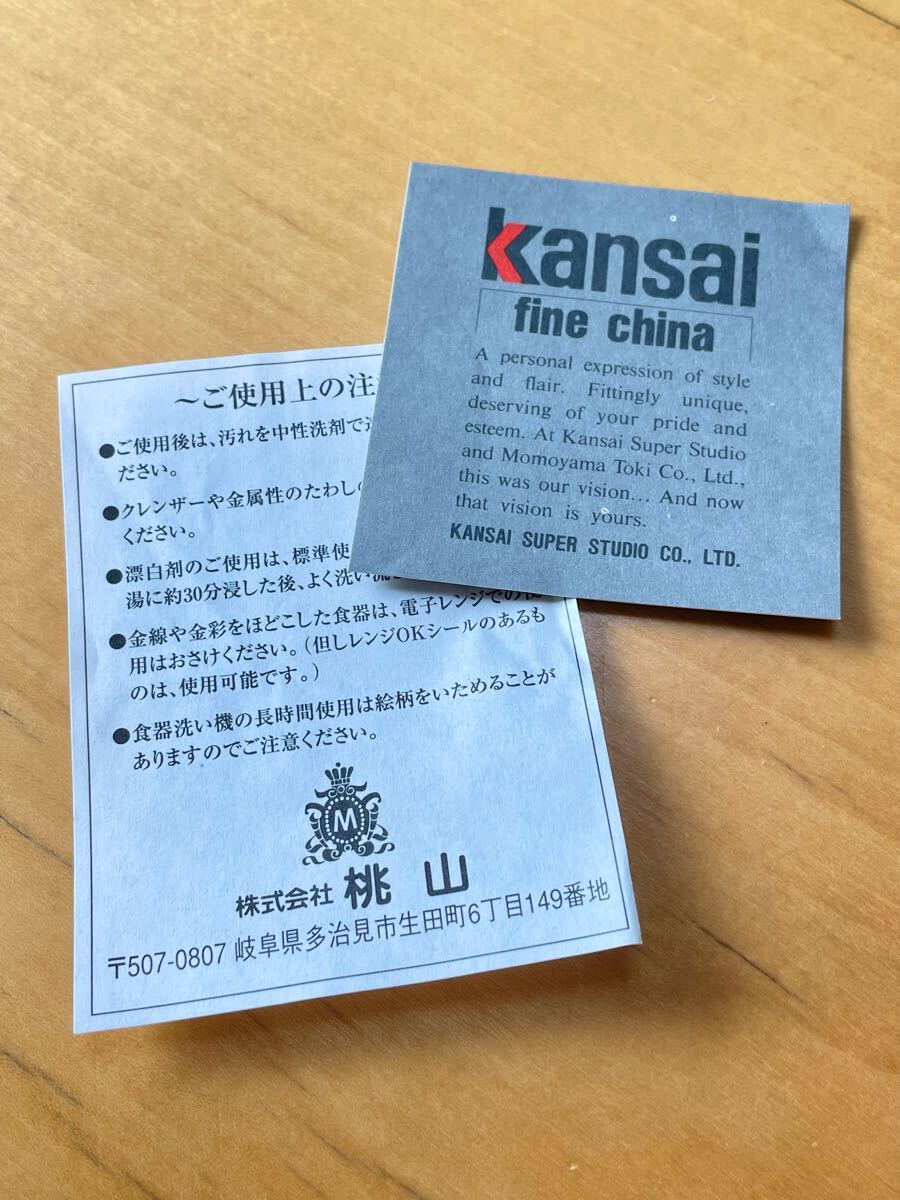 kansai
fine china
A personal expression of style
and flair. Fittingly unique,
deserving of your pride and
esteem. At Kansai Super Studio
and Momoyama Toki Co., Ltd.,
this was our vision... And now
that vision is yours.
KANSAI SUPER STUDIO CO., LTD.
～ご使用上の注
●ご使用後は、汚れを中性洗剤で
ださい。
●クレンザーや金属性のたわしの
ください。
●漂白剤のご使用は、標準使
湯に約30分浸した後、よく洗い流
●金線や金彩をほどこした食器は、電子レンジでの使
用はおさけください。(但しレンジOKシールのあるも
のは、使用可能です。)
●食器洗い機の長時間使用は絵柄をいためることが
ありますのでご注意ください。
M
株式会社 桃山
〒507-0807 岐阜県多治見市生田町6丁目149番地